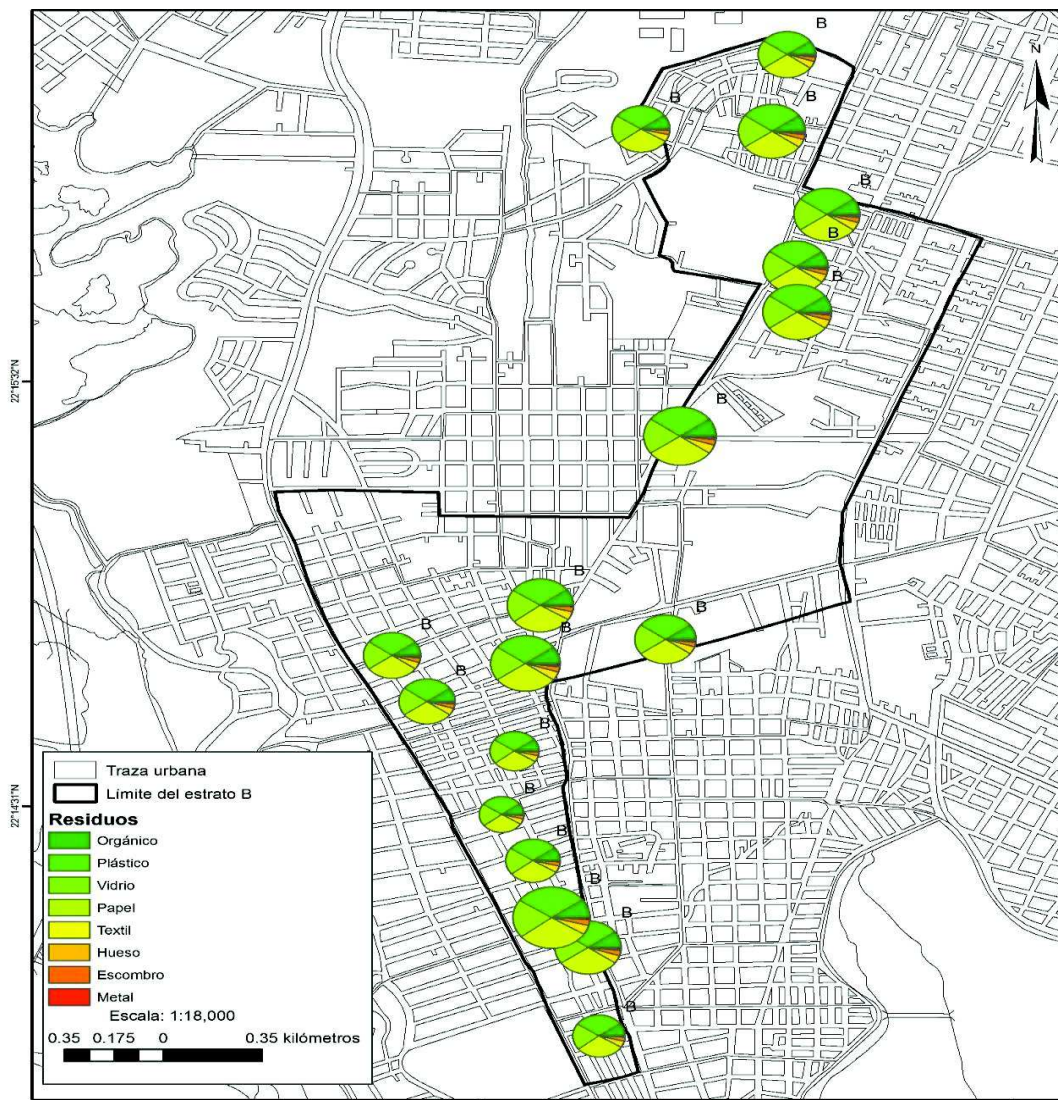 B
N
B
B
B
B
B
22°15'32"N
B
B
B
B
B
B
B
22°14'31"N
B
B
B
B
B
Traza urbana
Límite del estrato B
Residuos
Orgánico
Plástico
Vidrio
Papel
Textil
Hueso
Escombro
Metal
Escala: 1:18,000
0.35 0.175 0 0.35 kilómetros